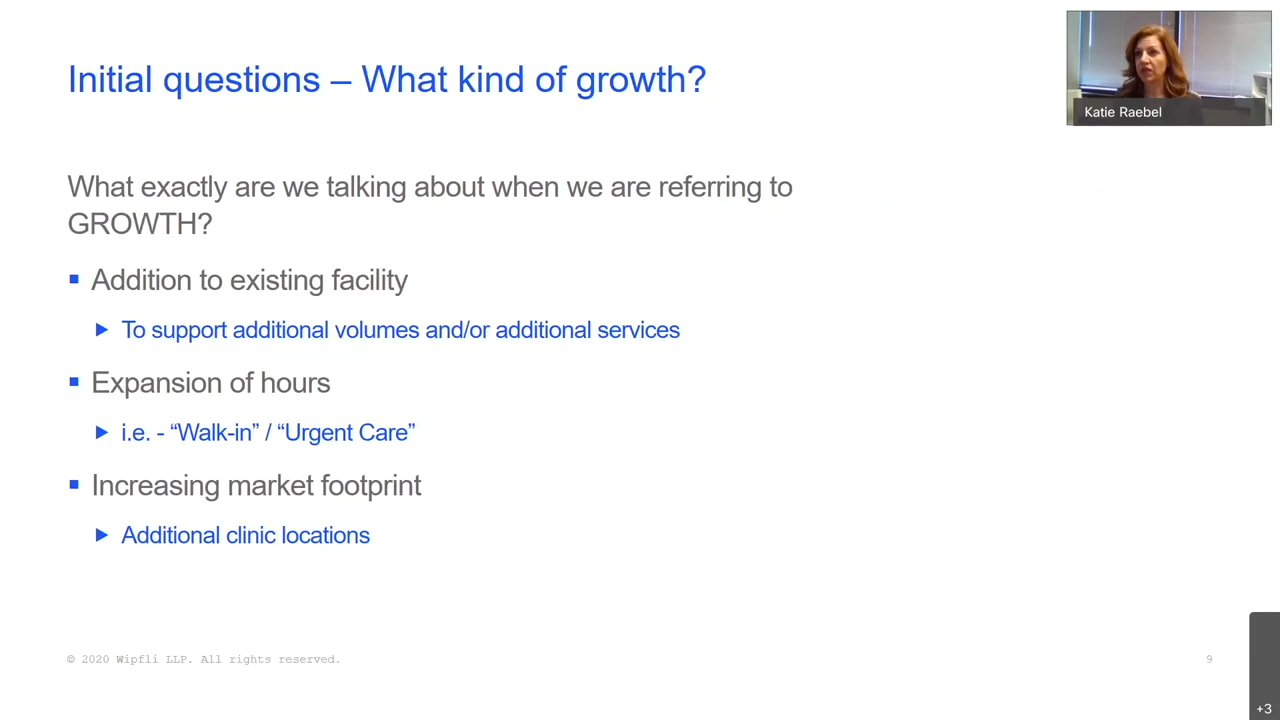 Initial questions – What kind of growth?
Katie Raebel
What exactly are we talking about when we are referring to
GROWTH?
Addition to existing facility
To support additional volumes and/or additional services
Expansion of hours
i.e. - “Walk-in” / “Urgent Care”
Increasing market footprint
Additional clinic locations
© 2020 Wipfli LLP. All rights reserved.
9
+3